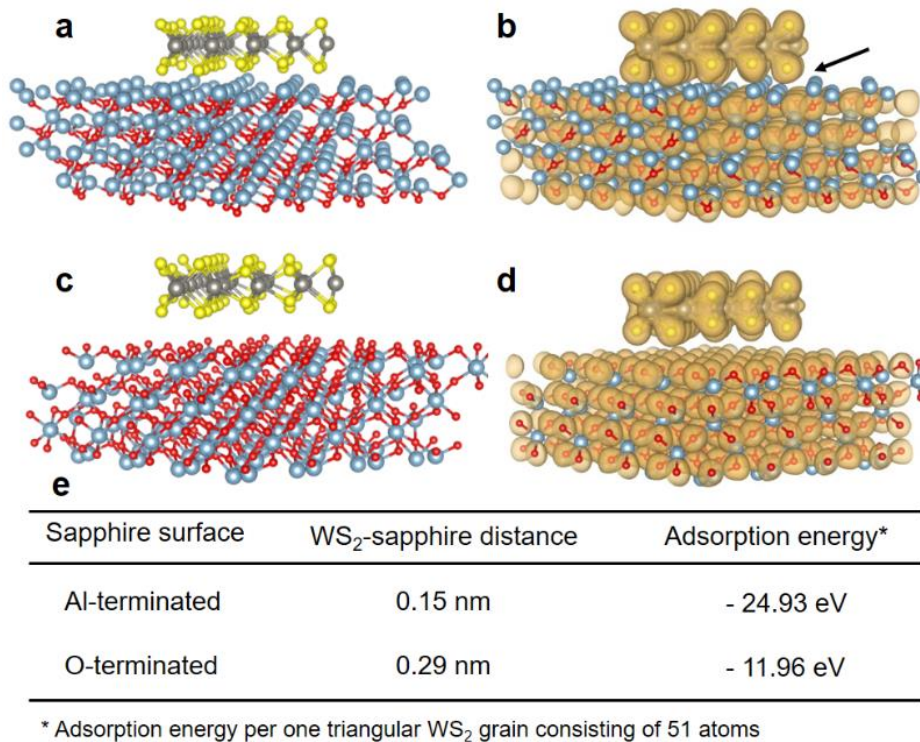 a
b
c
d
e
Sapphire surface WS₂-sapphire distance Adsorption energy*
Al-terminated 0.15 nm - 24.93 eV
O-terminated 0.29 nm - 11.96 eV
* Adsorption energy per one triangular WS₂ grain consisting of 51 atoms